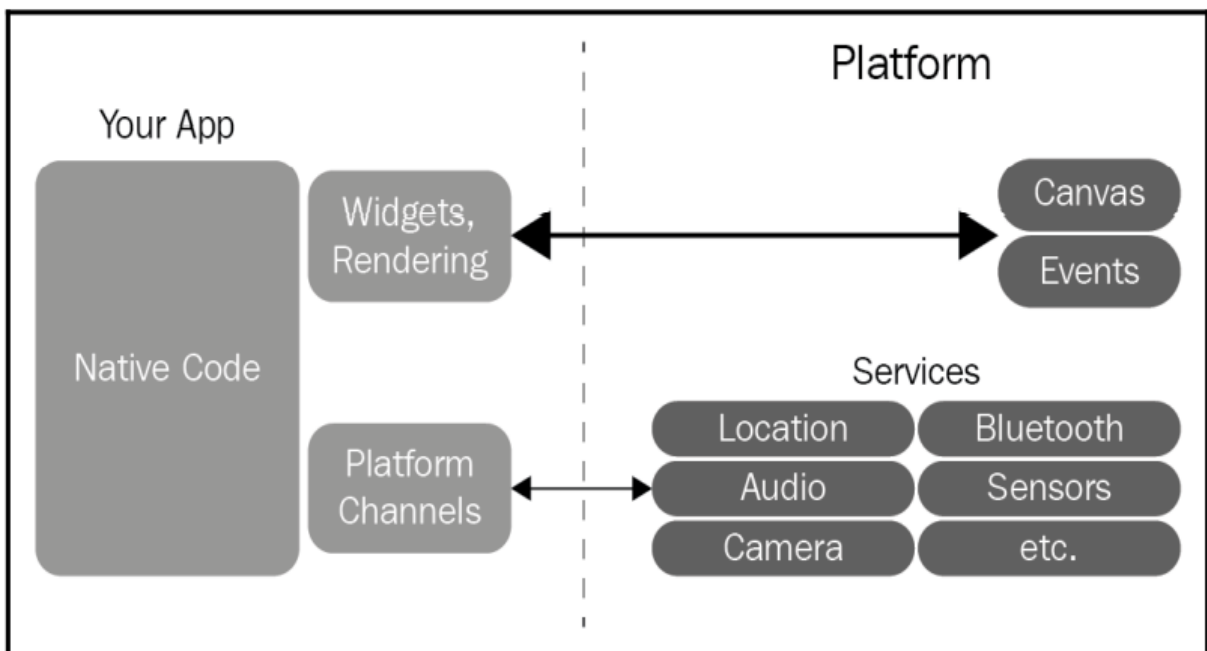 Platform
Your App
Native Code
Widgets,
Rendering
Canvas
Events
Platform
Channels
Services
Location
Bluetooth
Audio
Sensors
Camera
etc.